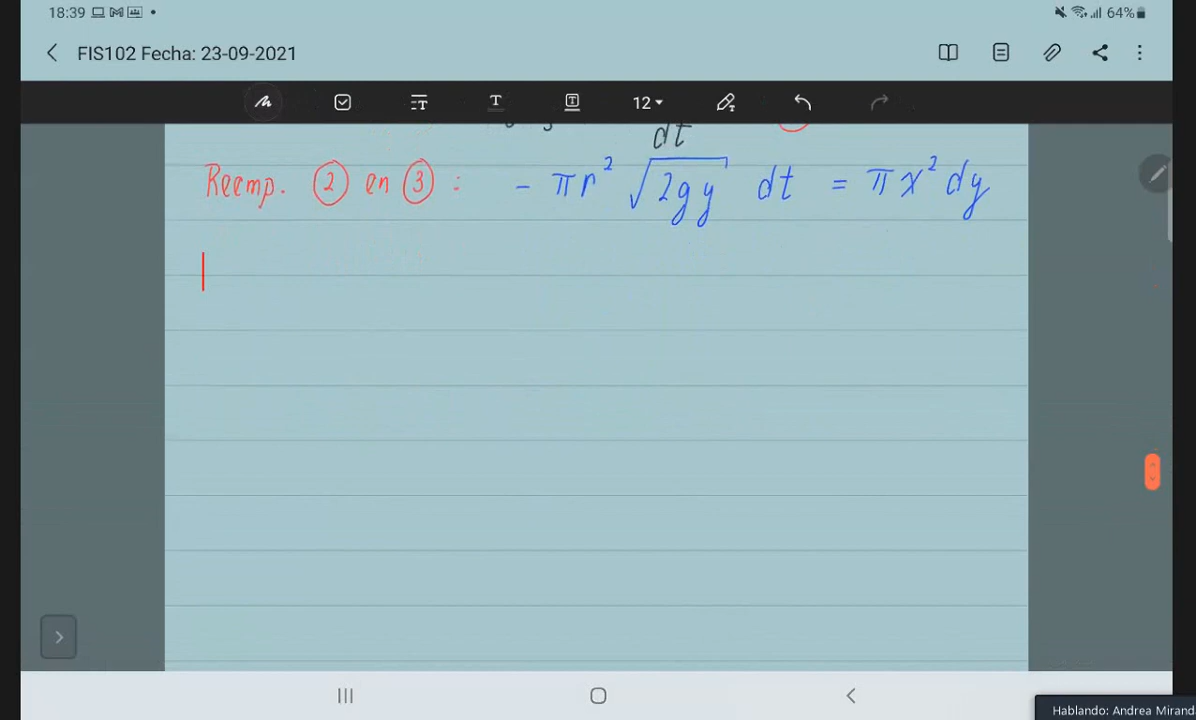 18:39
64%
FIS102 Fecha: 23-09-2021
T T T 12
dt
Reemp. ② en ③ : - πr² √2gy dt = πx² dy
Hablando: Andrea Mirand